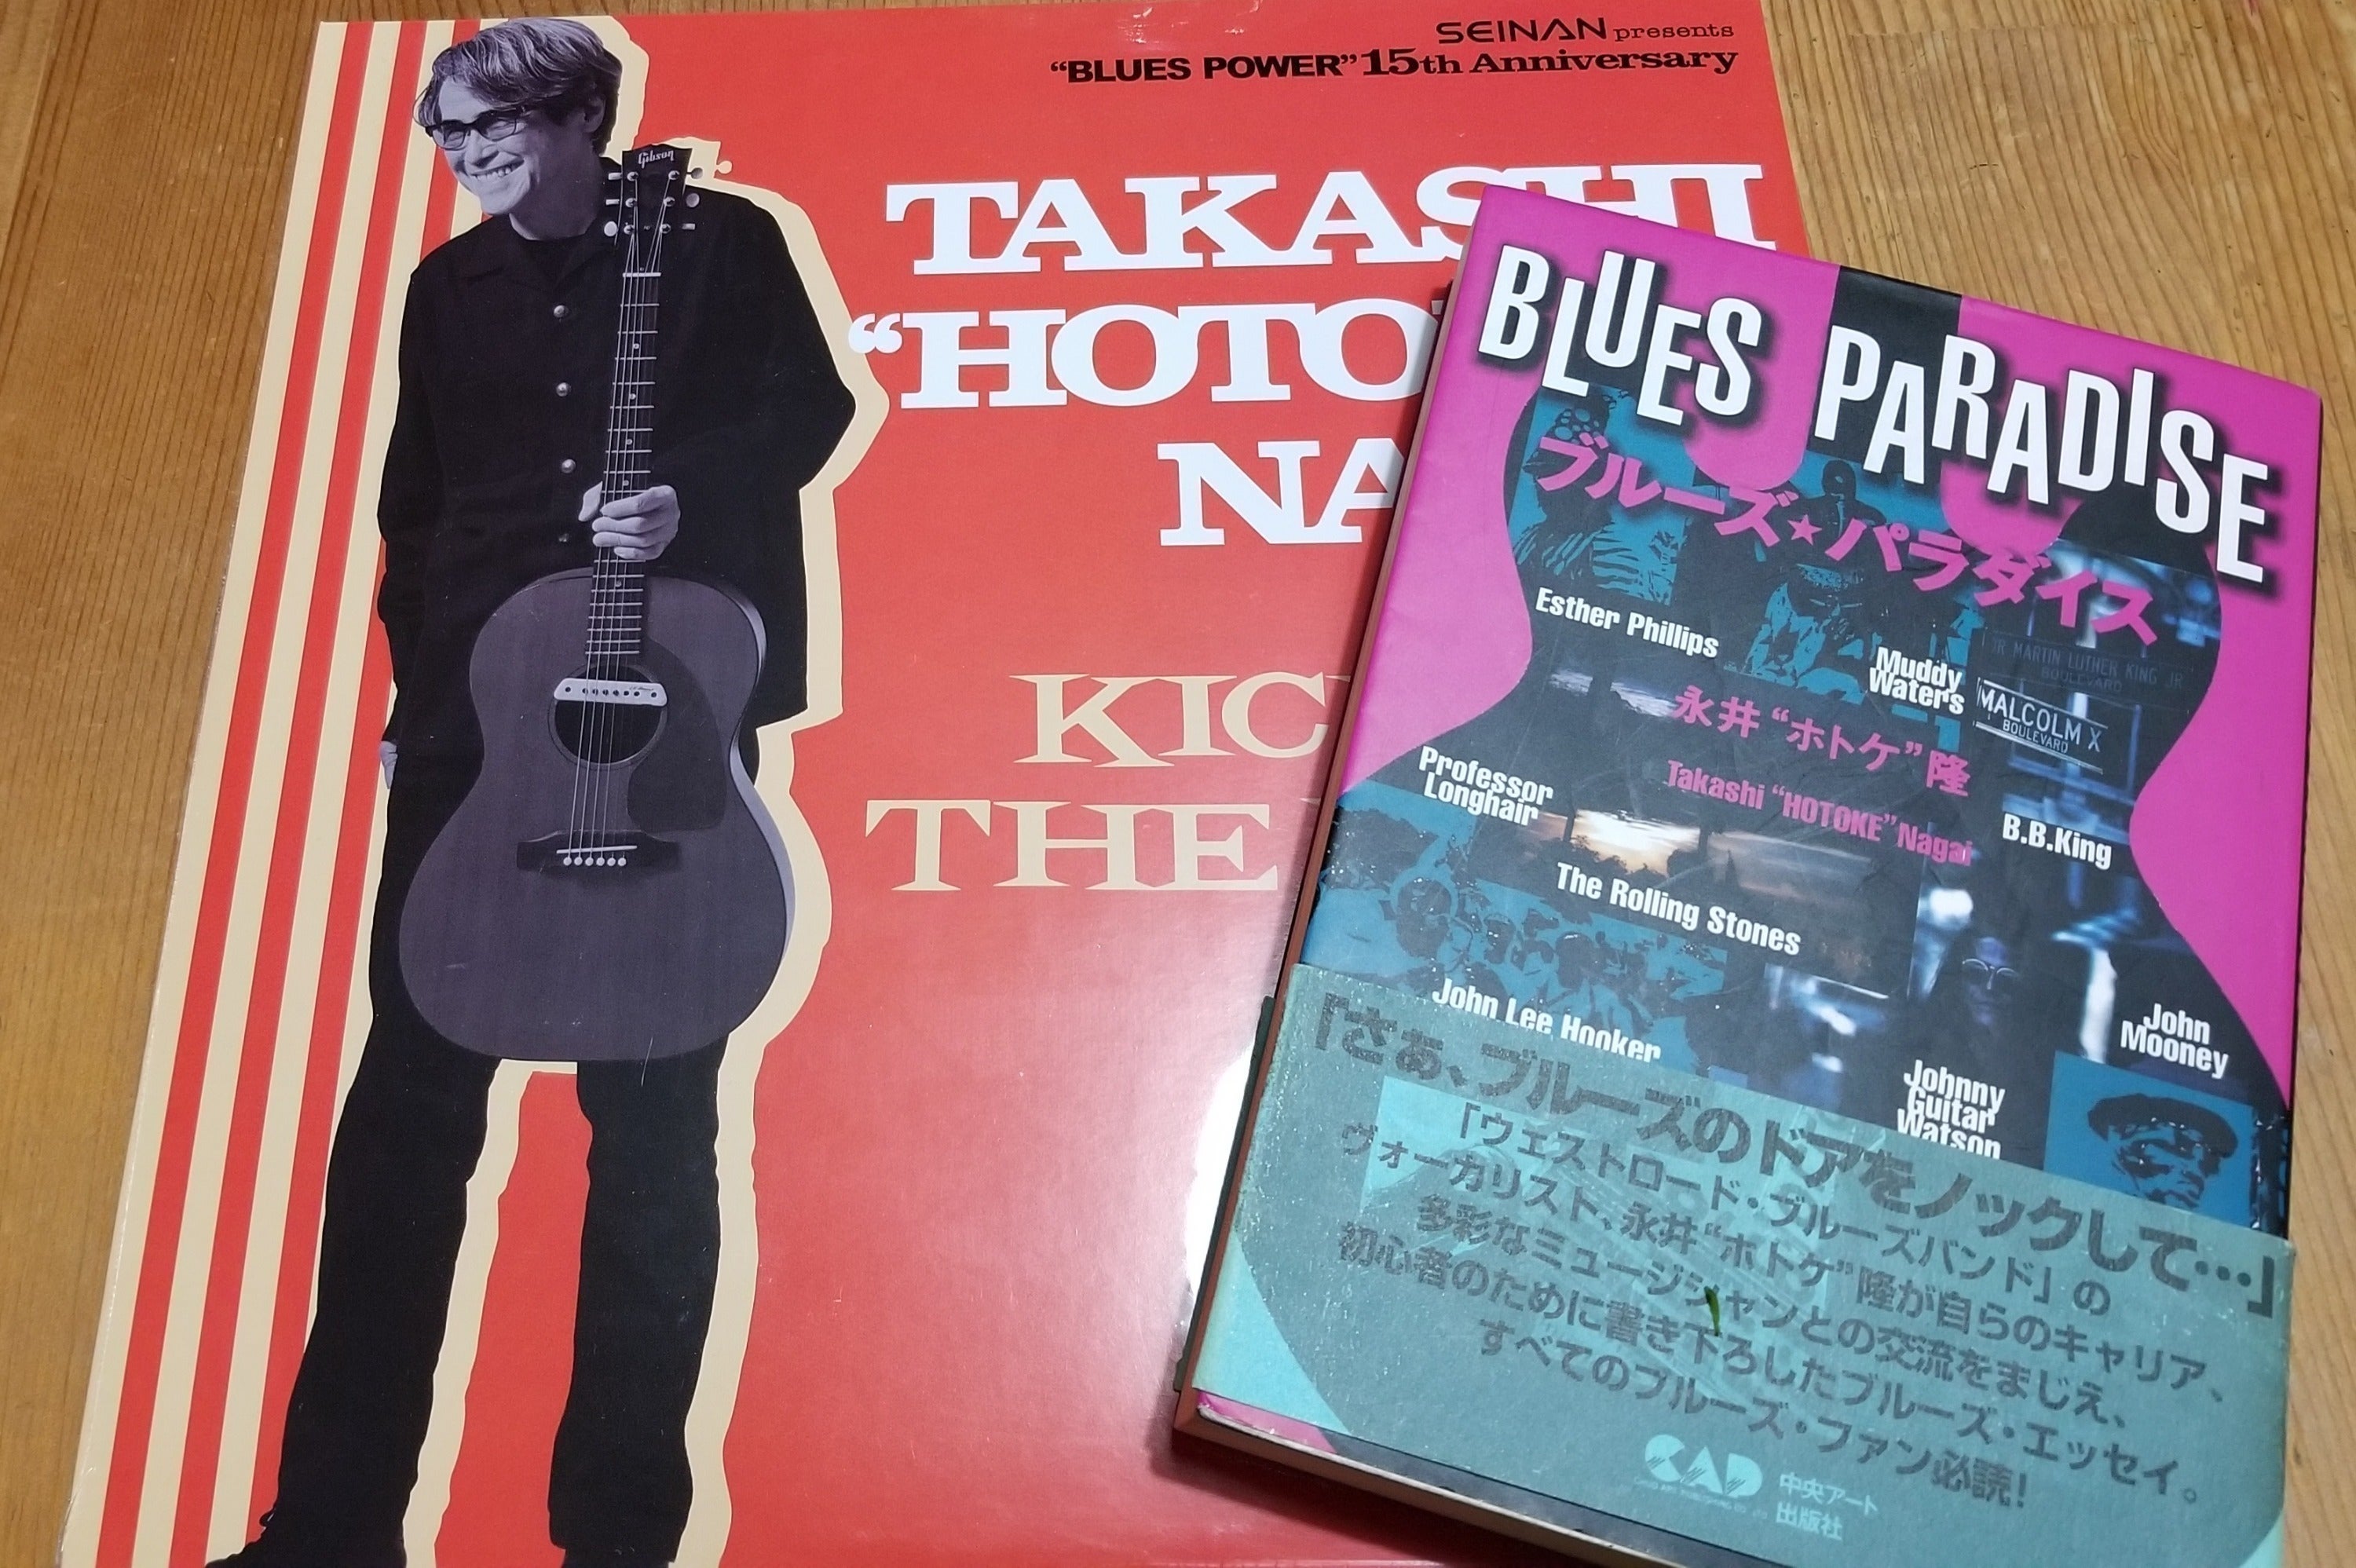 SEINAN presents
"BLUES POWER" 15th Anniversary
TAKASHI
"HOTO
NA
KIC
THE
Gibson
BLUES PARADISE
ブルーズ★パラダイス
Esther Phillips
Muddy
Waters
JR MARTIN LUTHER KING JR
BOULEVARD
MALCOLM X
BOULEVARD
永井"ホトケ"隆
Takashi "HOTOKE" Nagai
Professor
Longhair
B.B.King
The Rolling Stones
John Lee Hooker
John
Mooney
Johnny
Guitar
Watson
「さあ、ブルーズのドアをノックして…」
「ウェストロード・ブルーズバンド」の
ヴォーカリスト、永井"ホトケ"隆が自らのキャリア、
多彩なミュージシャンとの交流をまじえ、
初心者のために書き下ろしたブルーズ・エッセイ。
すべてのブルーズ・ファン必読!
CAD
中央アート
出版社